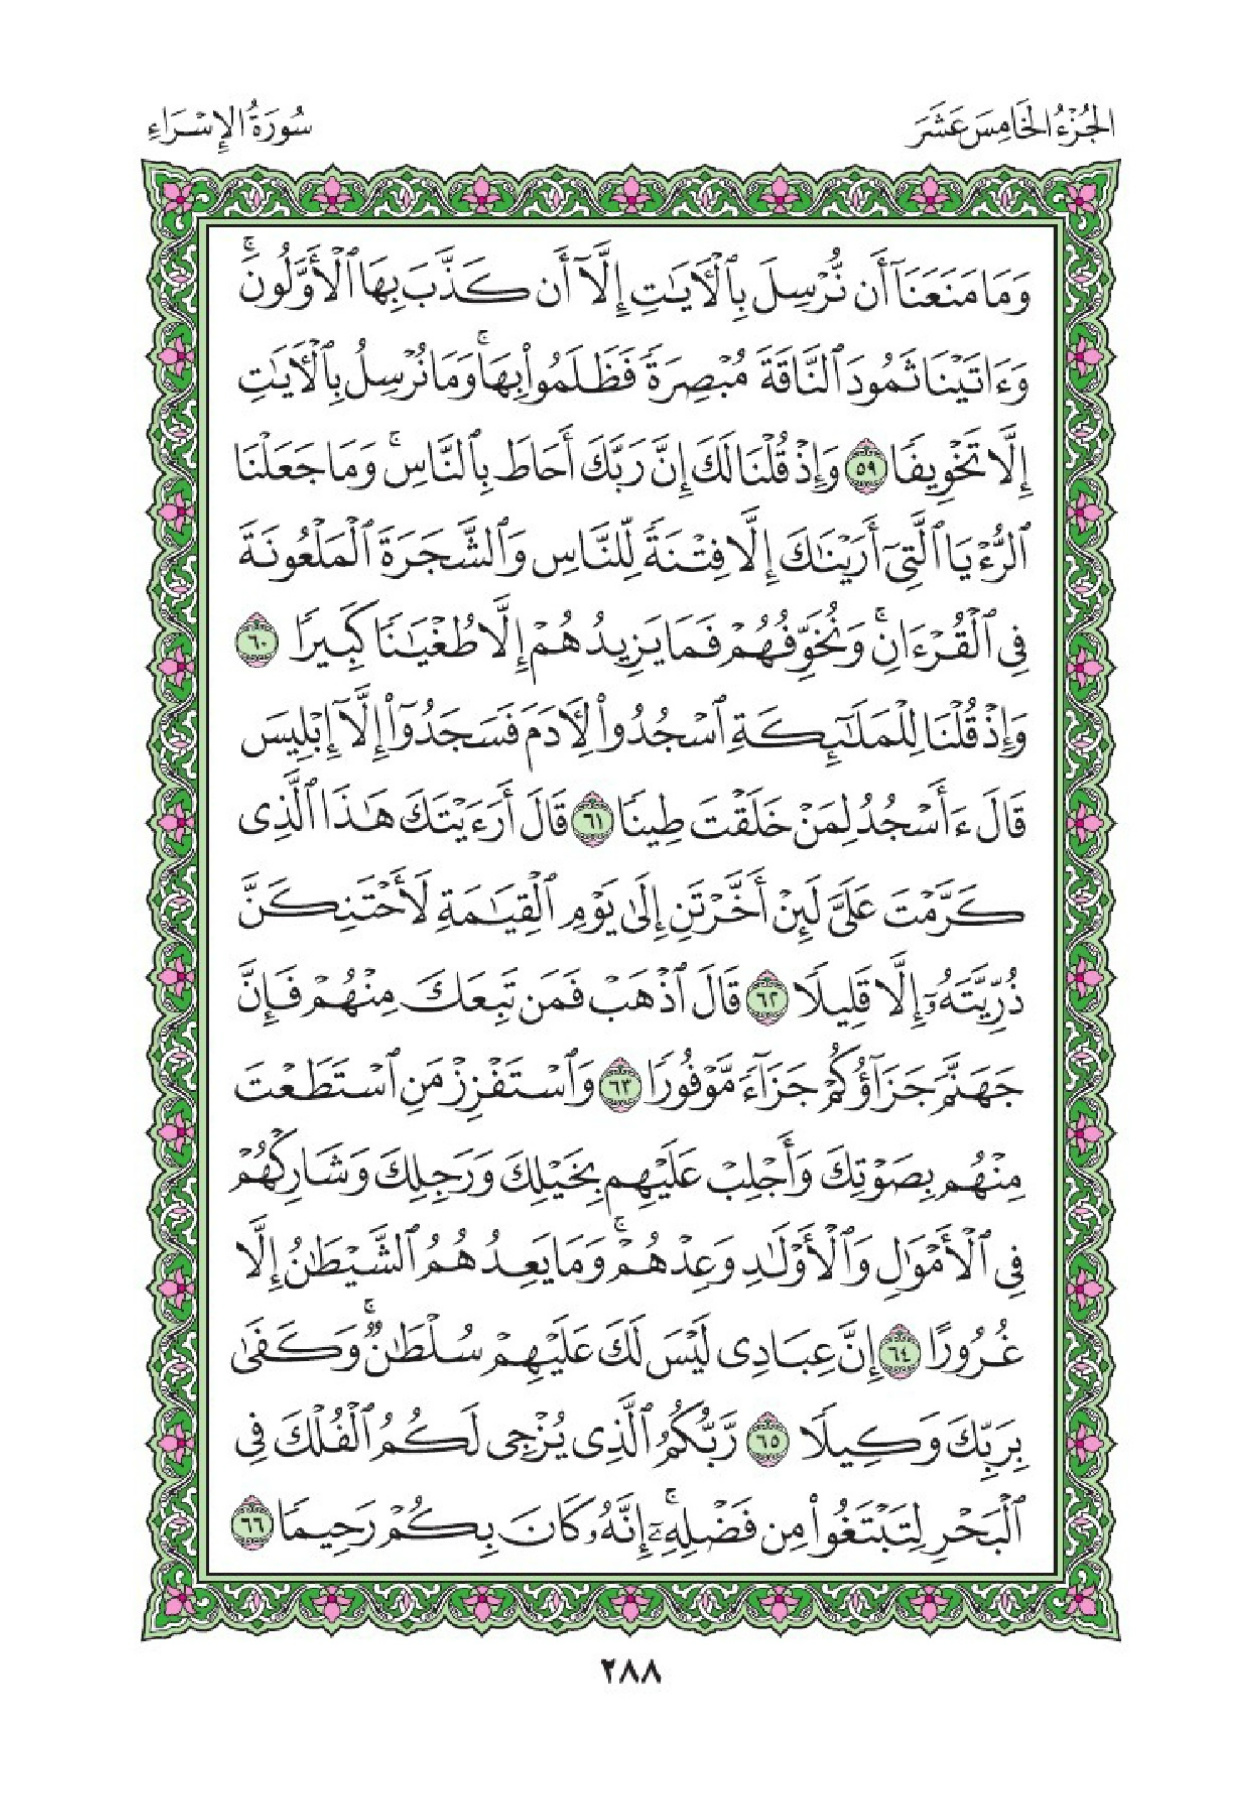 الجُزْءُ الخَامِسَ عَشَرَ
سُورَةُ الإِسْرَاءِ
وَمَا مَنَعَنَآ أَن نُّرْسِلَ بِٱلْءَايَٰتِ إِلَّآ أَن كَذَّبَ بِهَا ٱلْأَوَّلُونَ ۚ
وَءَاتَيْنَا ثَمُودَ ٱلنَّاقَةَ مُبْصِرَةً فَظَلَمُوا۟ بِهَا ۚ وَمَا نُرْسِلُ بِٱلْءَايَٰتِ
إِلَّا تَخْوِيفًا ٥٩ وَإِذْ قُلْنَا لَكَ إِنَّ رَبَّكَ أَحَاطَ بِٱلنَّاسِ ۚ وَمَا جَعَلْنَا
ٱلرُّءْيَا ٱلَّتِىٓ أَرَيْنَٰكَ إِلَّا فِتْنَةً لِّلنَّاسِ وَٱلشَّجَرَةَ ٱلْمَلْعُونَةَ
فِى ٱلْقُرْءَانِ ۚ وَنُخَوِّفُهُمْ فَمَا يَزِيدُهُمْ إِلَّا طُغْيَٰنًا كَبِيرًا ٦٠
وَإِذْ قُلْنَا لِلْمَلَٰٓئِكَةِ ٱسْجُدُوا۟ لِءَادَمَ فَسَجَدُوٓا۟ إِلَّآ إِبْلِيسَ
قَالَ ءَأَسْجُدُ لِمَنْ خَلَقْتَ طِينًا ٦١ قَالَ أَرَءَيْتَكَ هَٰذَا ٱلَّذِى
كَرَّمْتَ عَلَىَّ لَئِنْ أَخَّرْتَنِ إِلَىٰ يَوْمِ ٱلْقِيَٰمَةِ لَأَحْتَنِكَنَّ
ذُرِّيَّتَهُۥٓ إِلَّا قَلِيلًا ٦٢ قَالَ ٱذْهَبْ فَمَن تَبِعَكَ مِنْهُمْ فَإِنَّ
جَهَنَّمَ جَزَآؤُكُمْ جَزَآءً مَّوْفُورًا ٦٣ وَٱسْتَفْزِزْ مَنِ ٱسْتَطَعْتَ
مِنْهُم بِصَوْتِكَ وَأَجْلِبْ عَلَيْهِم بِخَيْلِكَ وَرَجِلِكَ وَشَارِكْهُمْ
فِى ٱلْأَمْوَٰلِ وَٱلْأَوْلَٰدِ وَعِدْهُمْ ۚ وَمَا يَعِدُهُمُ ٱلشَّيْطَٰنُ إِلَّا
غُرُورًا ٦٤ إِنَّ عِبَادِى لَيْسَ لَكَ عَلَيْهِمْ سُلْطَٰنٌ ۚ وَكَفَىٰ
بِرَبِّكَ وَكِيلًا ٦٥ رَّبُّكُمُ ٱلَّذِى يُزْجِى لَكُمُ ٱلْفُلْكَ فِى
ٱلْبَحْرِ لِتَبْتَغُوا۟ مِن فَضْلِهِۦٓ ۚ إِنَّهُۥ كَانَ بِكُمْ رَحِيمًا ٦٦
٢٨٨